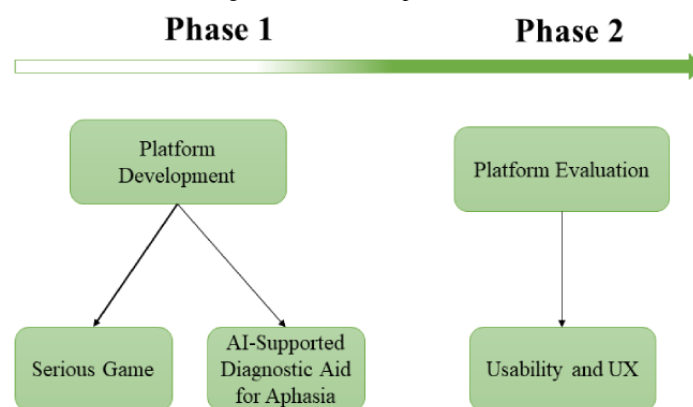 Phase 1
Phase 2
Platform
Development
Platform Evaluation
Serious Game
AI-Supported
Diagnostic Aid
for Aphasia
Usability and UX